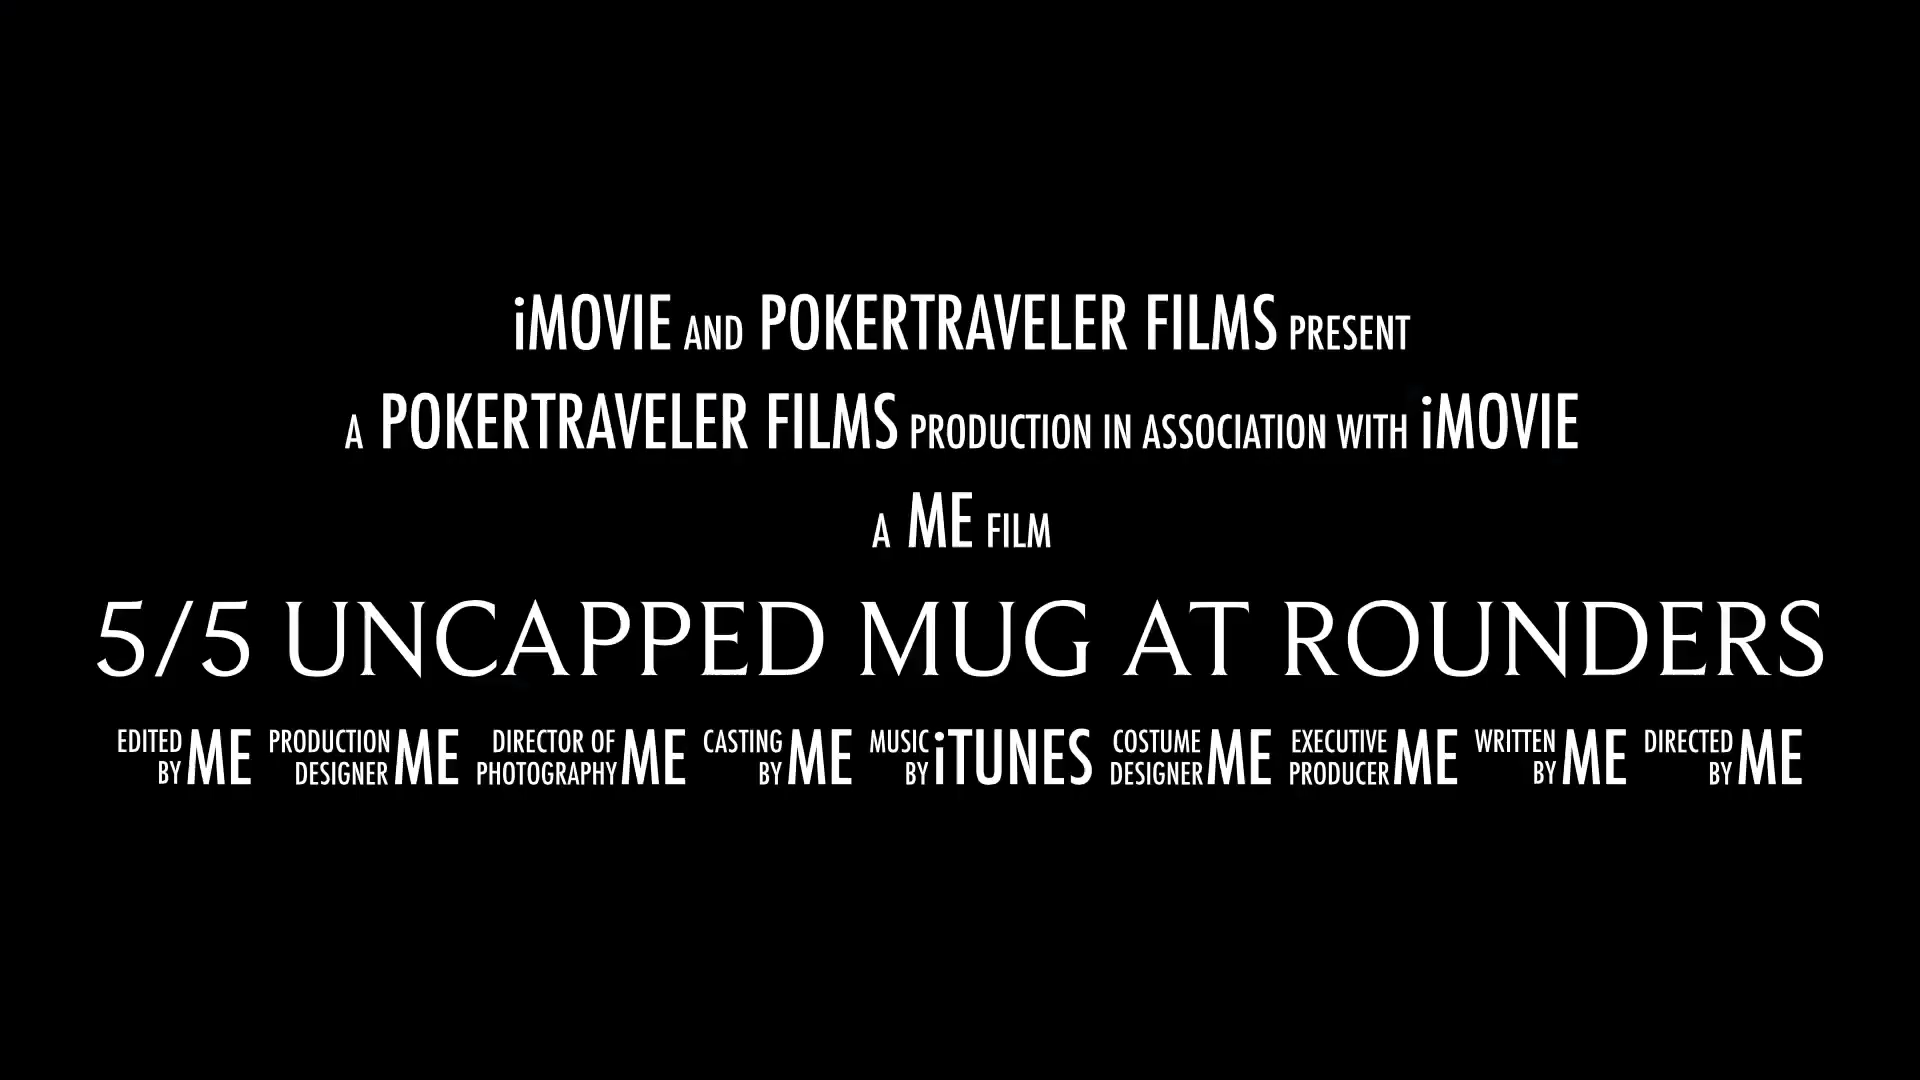 iMOVIE AND POKERTRAVELER FILMS PRESENT
A POKERTRAVELER FILMS PRODUCTION IN ASSOCIATION WITH iMOVIE
A ME FILM
5/5 UNCAPPED MUG AT ROUNDERS
EDITED BY ME PRODUCTION DESIGNER ME DIRECTOR OF PHOTOGRAPHY ME CASTING BY ME MUSIC BY iTUNES COSTUME DESIGNER ME EXECUTIVE PRODUCER ME WRITTEN BY ME DIRECTED BY ME